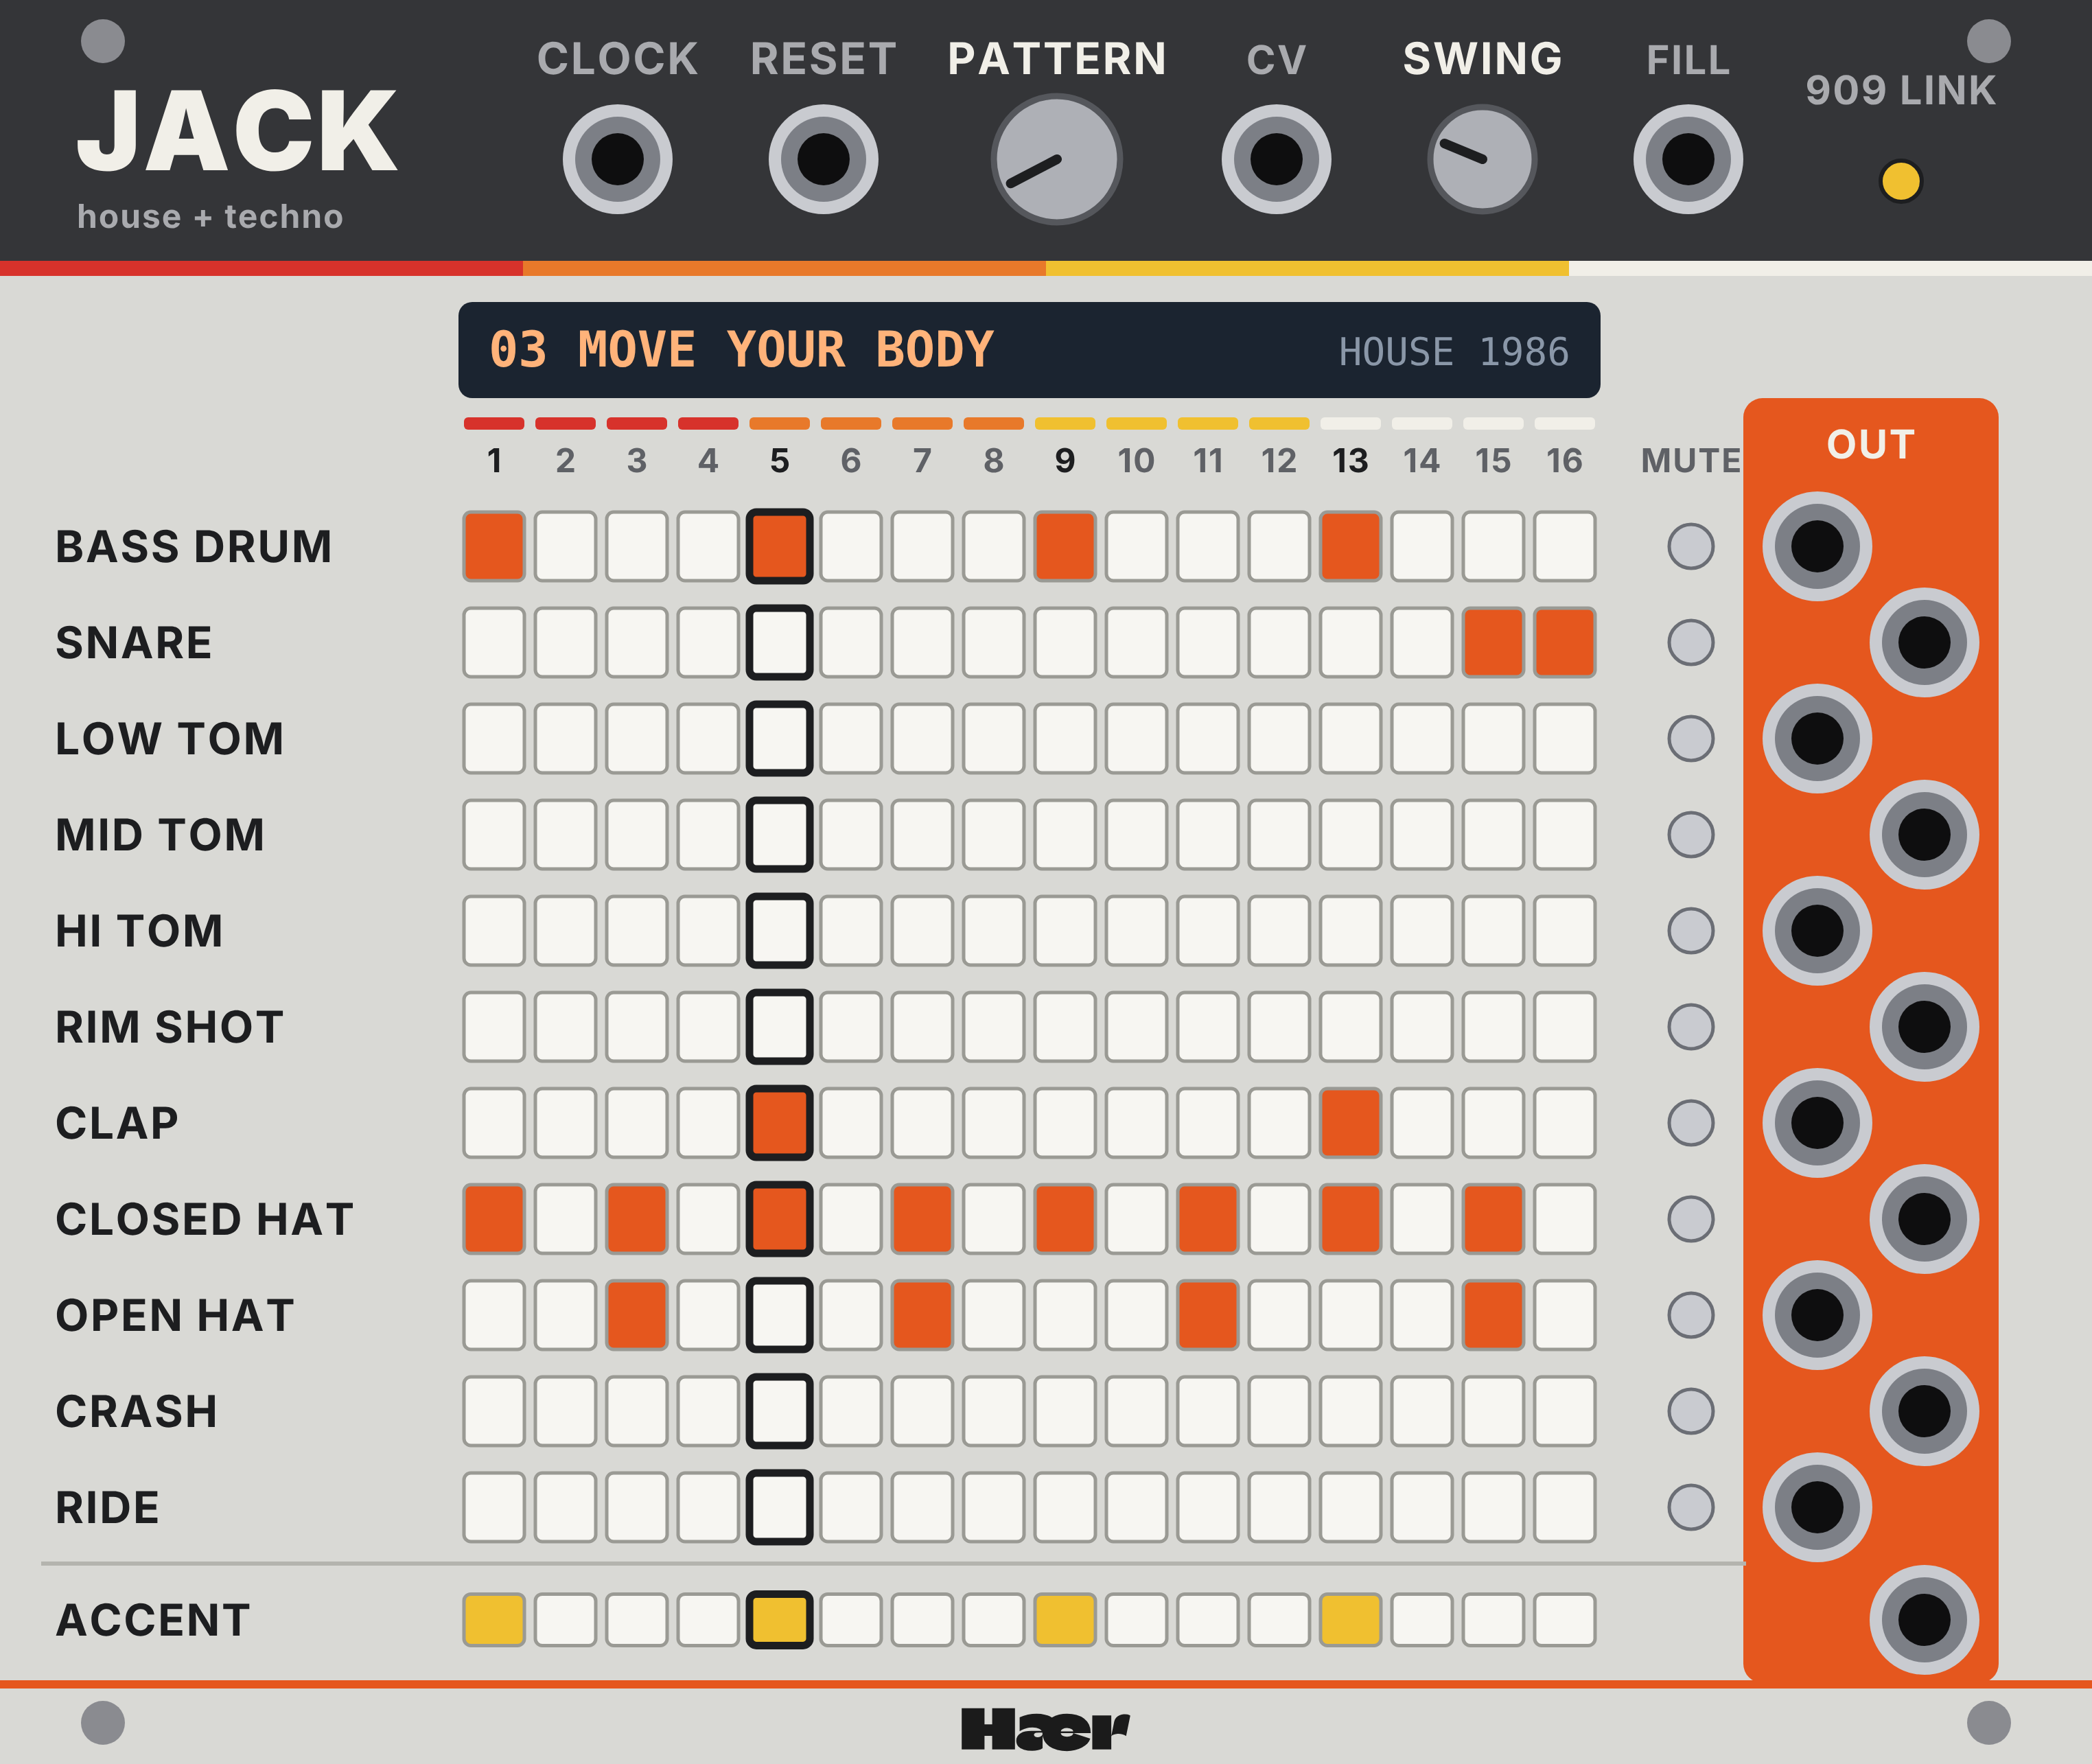 CLOCK RESET PATTERN CV SWING FILL
909 LINK
JACK
house + techno
03 MOVE YOUR BODY HOUSE 1986
OUT
1 2 3 4 5 6 7 8 9 10 11 12 13 14 15 16 MUTE
BASS DRUM
SNARE
LOW TOM
MID TOM
HI TOM
RIM SHOT
CLAP
CLOSED HAT
OPEN HAT
CRASH
RIDE
ACCENT
Hær